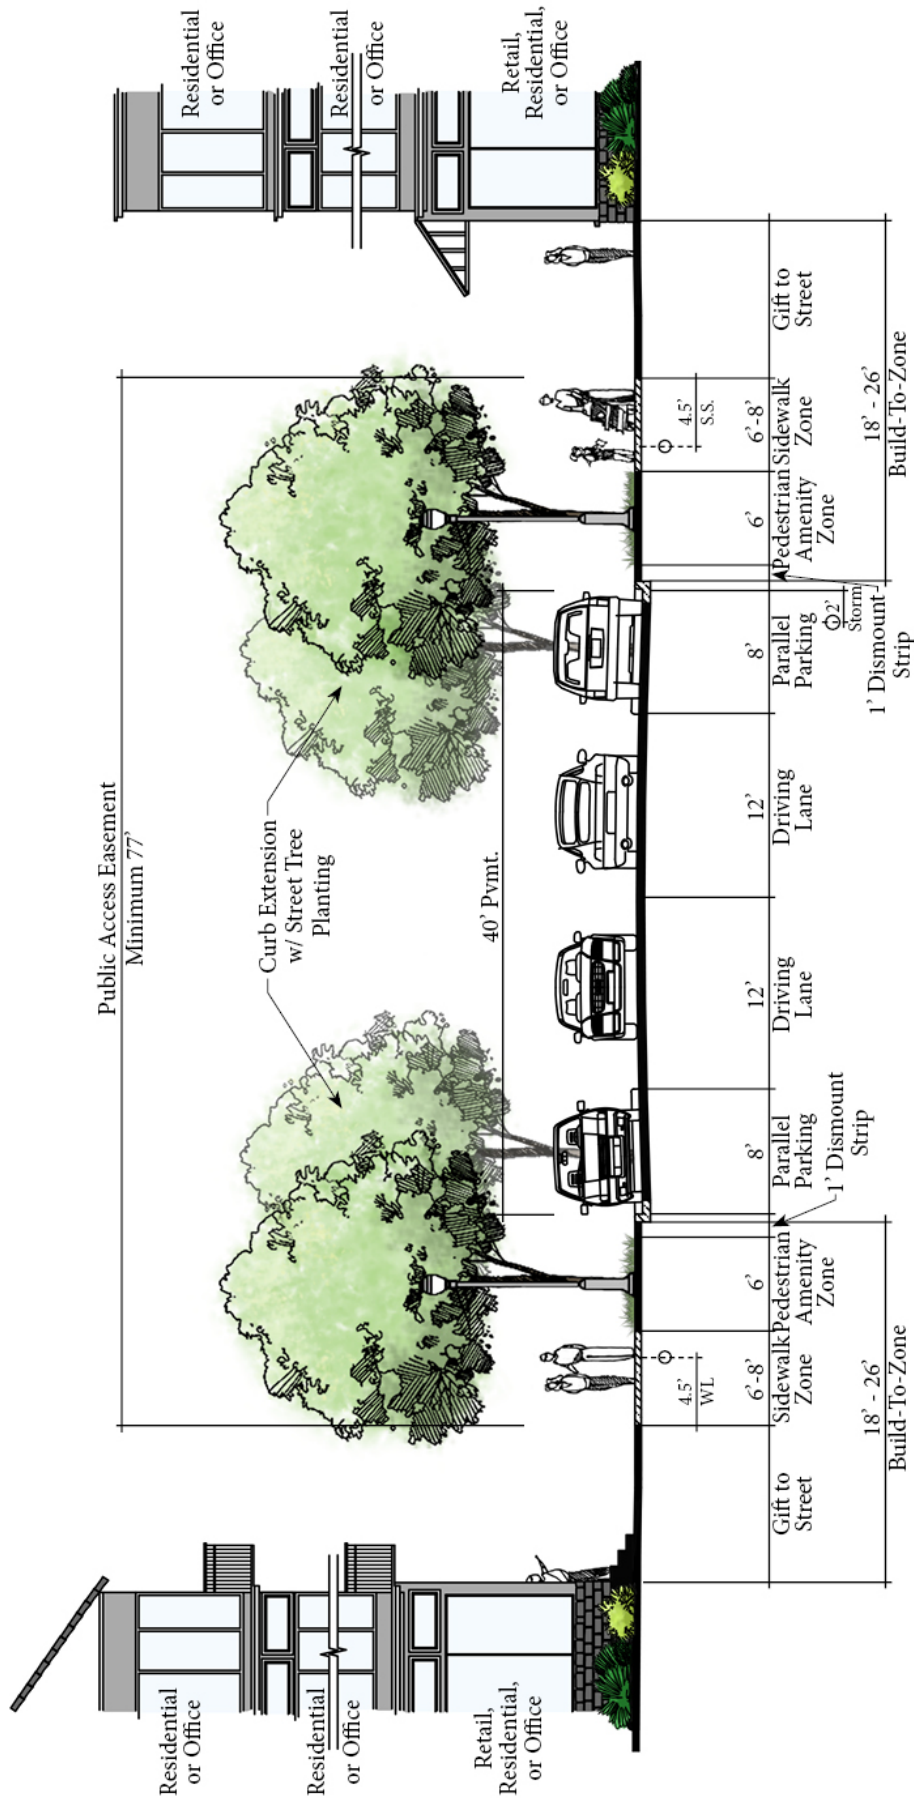 Public Access Easement
Minimum 77'
Residential
or Office
Residential
or Office
Retail,
Residential,
or Office
Curb Extension
w/ Street Tree
Planting
Residential
or Office
Residential
or Office
Retail,
Residential,
or Office
40' Pvmt.
4.5'
WL
4.5'
S.S.
6'-8'
6'
8'
12'
12'
8'
6'
6'-8'
Gift to
Street
Sidewalk
Zone
Pedestrian
Amenity
Zone
Parallel
Parking
Driving
Lane
Driving
Lane
Parallel
Parking
Pedestrian
Amenity
Zone
Sidewalk
Zone
Gift to
Street
1' Dismount
Strip
2'
Storm
1' Dismount
Strip
18' - 26'
Build-To-Zone
18' - 26'
Build-To-Zone